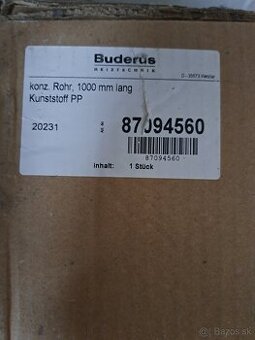 Buderus
HEIZTECHNIK
konz. Rohr, 1000 mm lang
Kunststoff PP
20231
87094560
87094560
Inhalt: 1 Stück
Bazos.sk